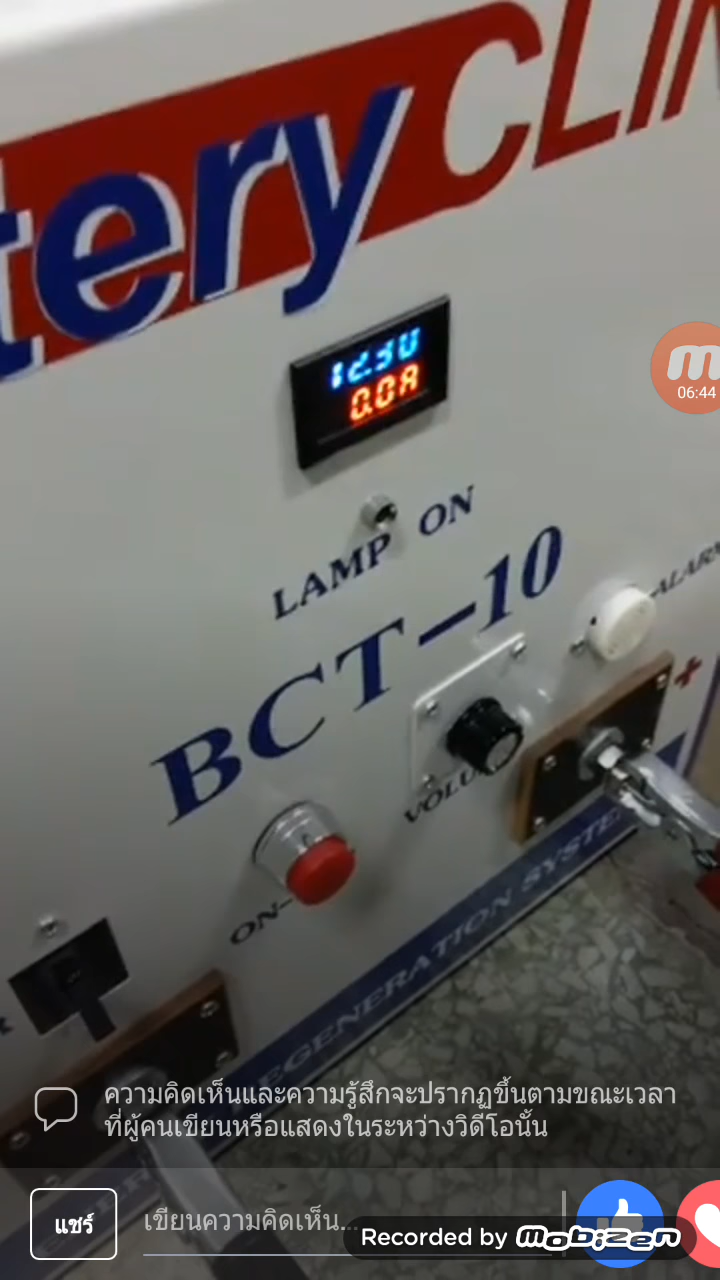 tery CLIN
12.3V
0.0A
m
06:44
LAMP ON
BCT-10
ALARM
+
VOLU
ON-
REGENERATION SYSTE
ความคิดเห็นและความรู้สึกจะปรากฏขึ้นตามขณะเวลา
ที่ผู้คนเขียนหรือแสดงในระหว่างวิดีโอนั้น
แชร์
เขียนความคิดเห็น...
Recorded by Mobizen